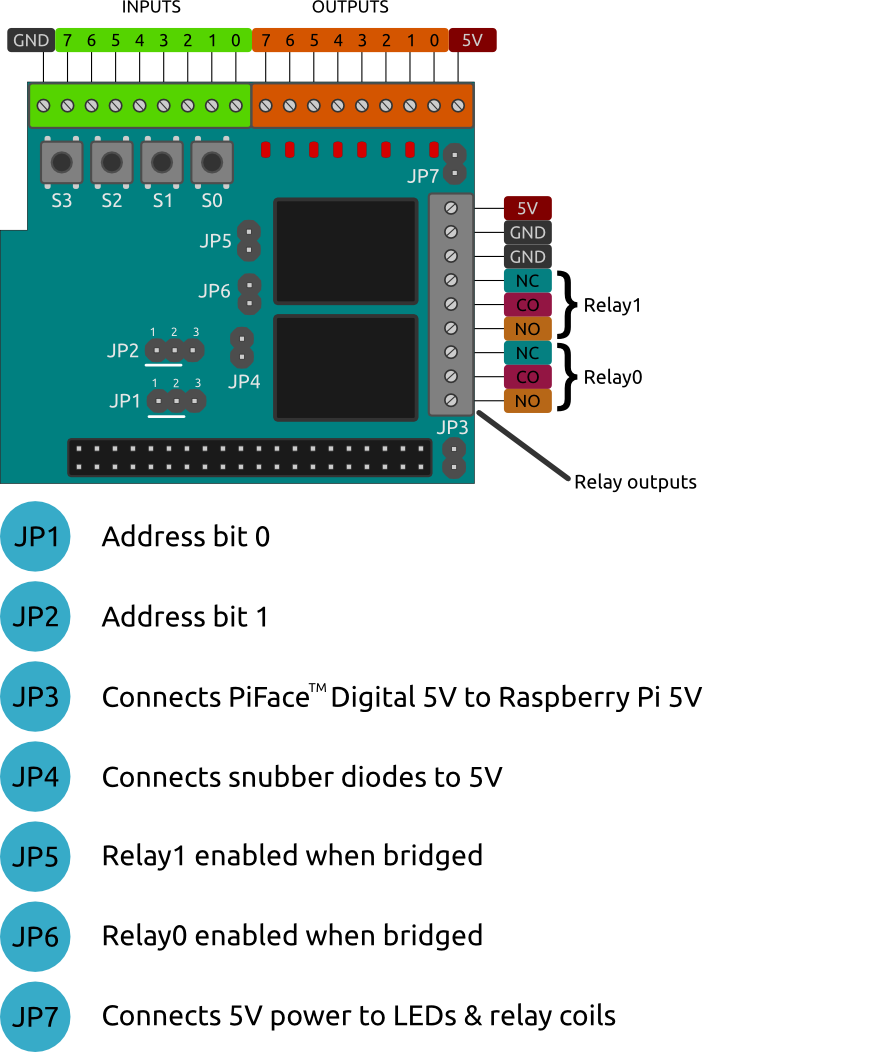 INPUTS OUTPUTS
GND 7 6 5 4 3 2 1 0 7 6 5 4 3 2 1 0 5V
JP7
S3 S2 S1 S0
5V
GND
GND
NC
CO
NO
Relay1
NC
CO
NO
Relay0
JP5
JP6
1 2 3
JP2
JP4
1 2 3
JP1
JP3
Relay outputs
JP1 Address bit 0
JP2 Address bit 1
JP3 Connects PiFace™ Digital 5V to Raspberry Pi 5V
JP4 Connects snubber diodes to 5V
JP5 Relay1 enabled when bridged
JP6 Relay0 enabled when bridged
JP7 Connects 5V power to LEDs & relay coils